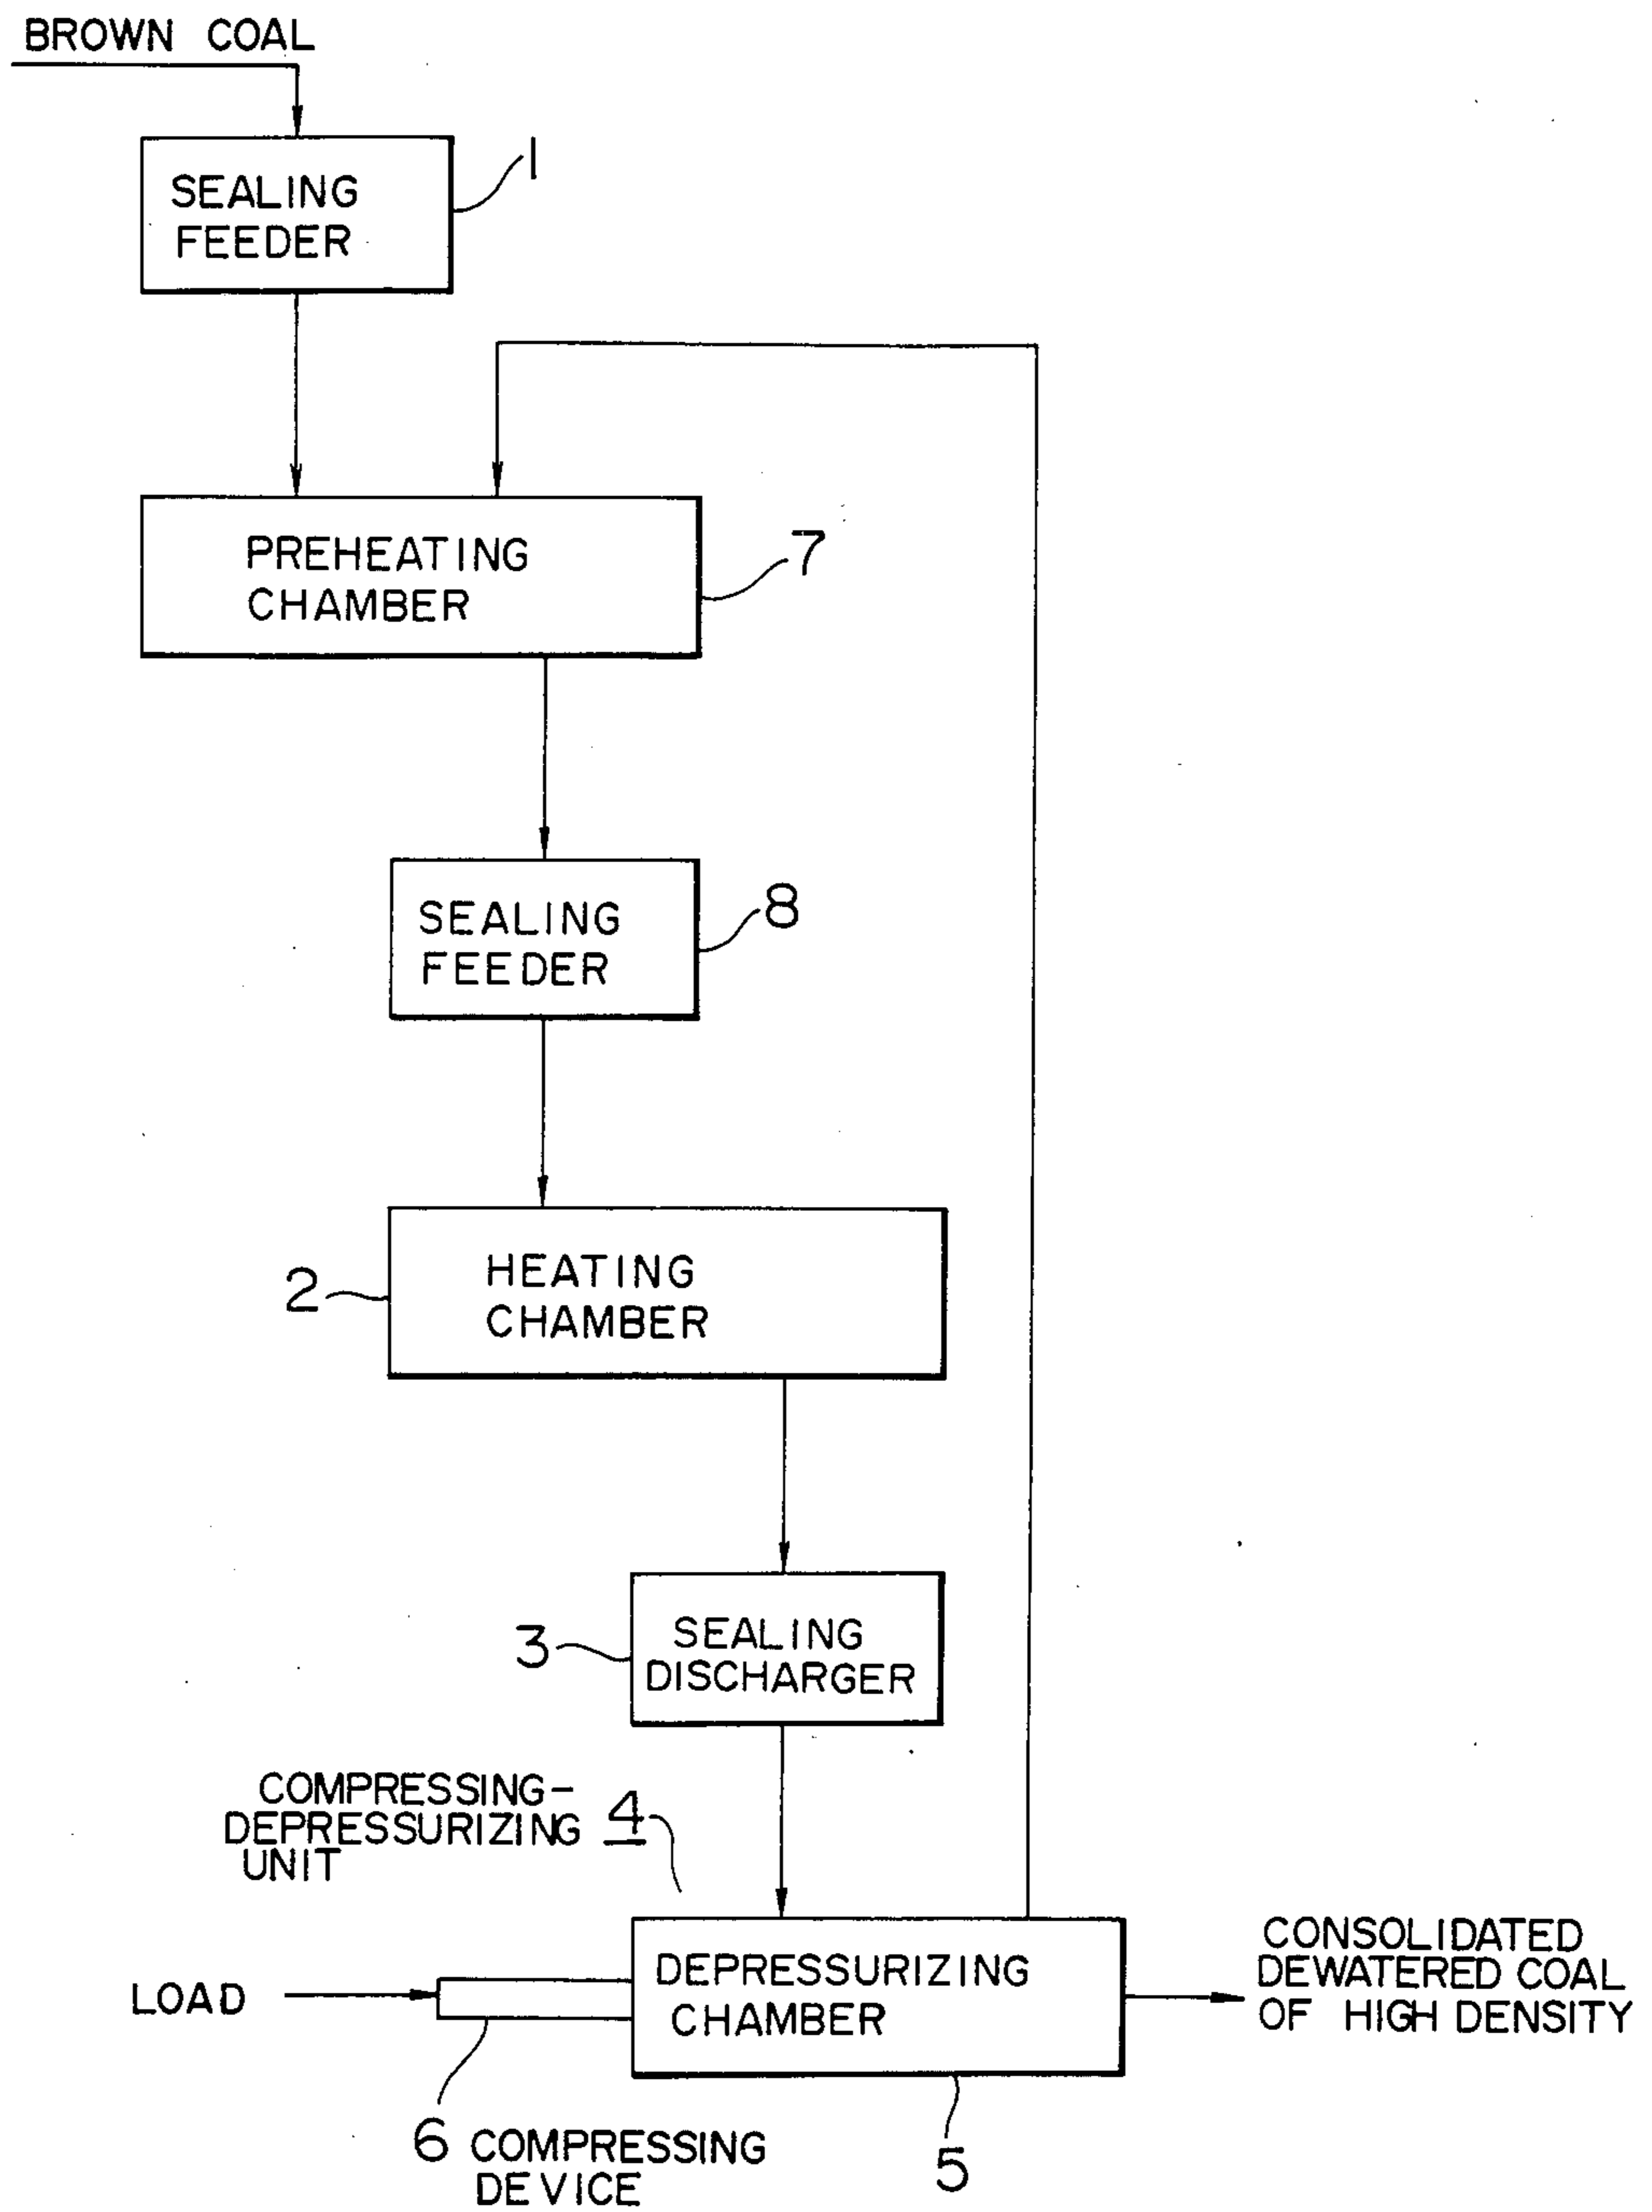 BROWN COAL
1
SEALING
FEEDER
7
PREHEATING
CHAMBER
8
SEALING
FEEDER
2
HEATING
CHAMBER
3
SEALING
DISCHARGER
COMPRESSING-
DEPRESSURIZING 4
UNIT
LOAD
DEPRESSURIZING
CHAMBER
CONSOLIDATED
DEWATERED COAL
OF HIGH DENSITY
6 COMPRESSING
DEVICE
5